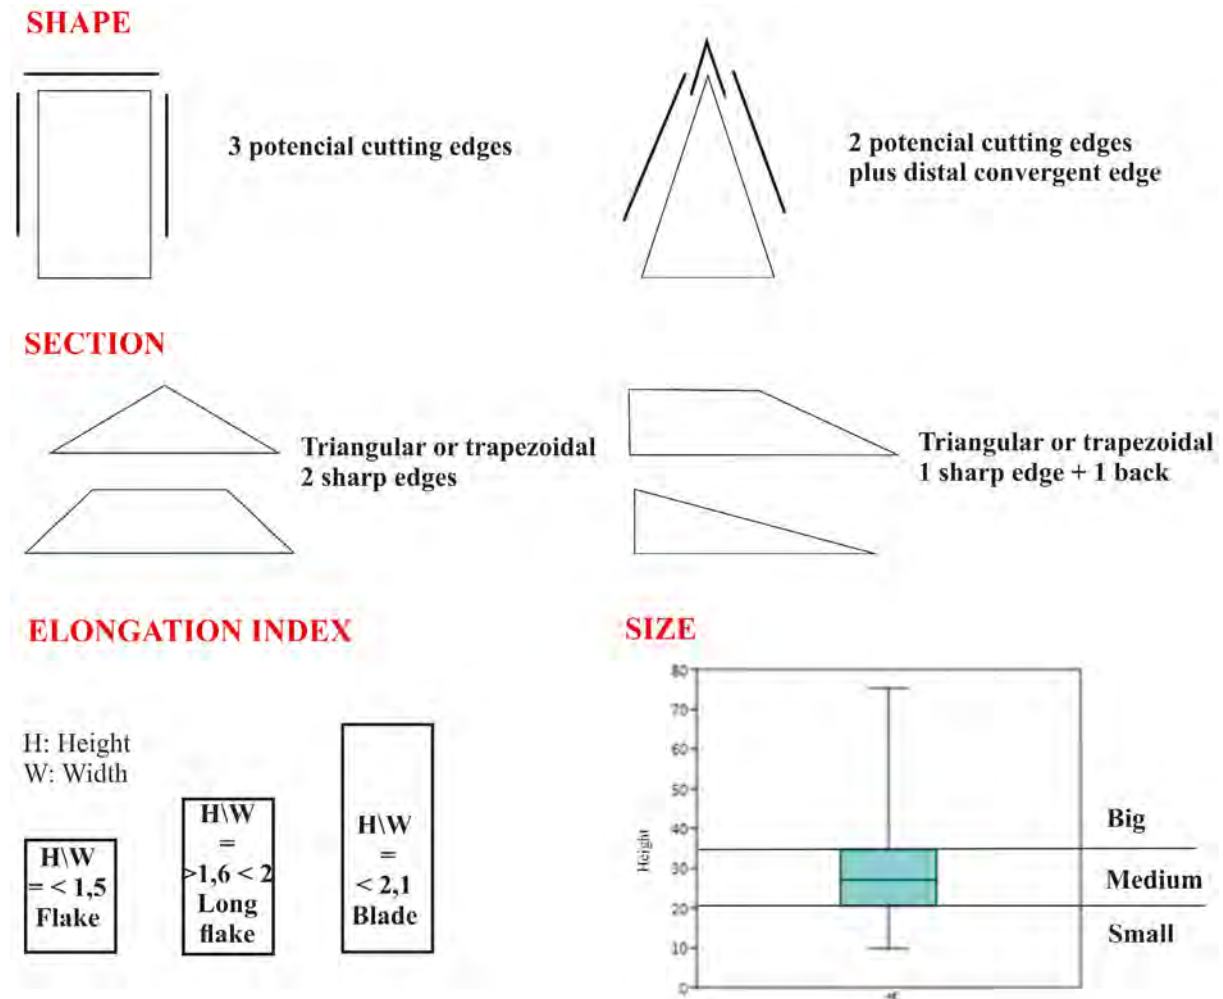 SHAPE
3 potencial cutting edges
2 potencial cutting edges
plus distal convergent edge
SECTION
Triangular or trapezoidal
2 sharp edges
Triangular or trapezoidal
1 sharp edge + 1 back
ELONGATION INDEX
H: Height
W: Width
H\W
= < 1,5
Flake
H\W
=
>1,6 < 2
Long
flake
H\W
=
< 2,1
Blade
SIZE
80
70
60
50
40
30
20
10
0
Height
Big
Medium
Small